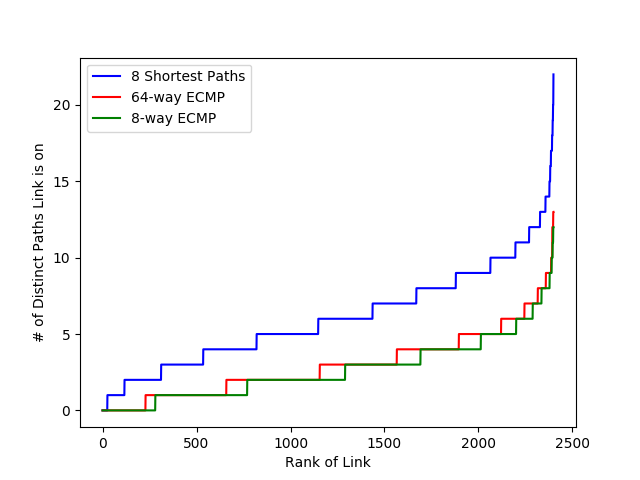 8 Shortest Paths
64-way ECMP
8-way ECMP
# of Distinct Paths Link is on
20
15
10
5
0
0 500 1000 1500 2000 2500
Rank of Link